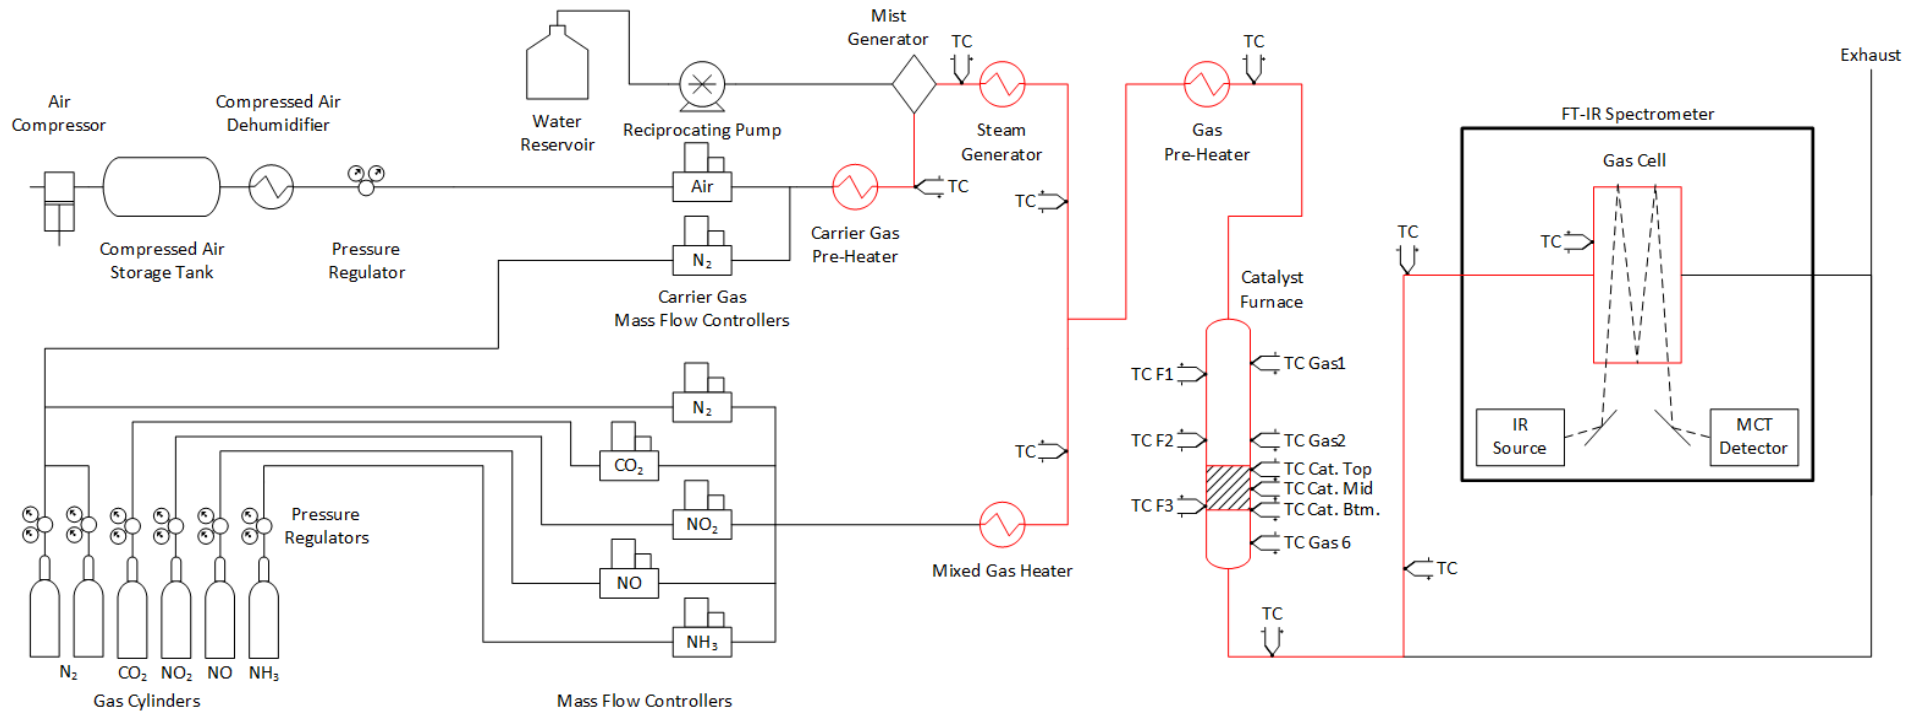 Mist
Generator
TC
TC
Exhaust
Air
Compressor
Compressed Air
Dehumidifier
Water
Reservoir
Reciprocating Pump
Steam
Generator
Gas
Pre-Heater
FT-IR Spectrometer
Gas Cell
Air
TC
TC
Compressed Air
Storage Tank
Pressure
Regulator
Carrier Gas
Pre-Heater
N₂
Carrier Gas
Mass Flow Controllers
TC
TC
Catalyst
Furnace
TC F1
TC Gas1
N₂
TC F2
TC Gas2
TC
CO₂
TC Cat. Top
TC Cat. Mid
TC F3
TC Cat. Btm.
IR
Source
MCT
Detector
Pressure
Regulators
NO₂
TC Gas 6
Mixed Gas Heater
NO
TC
TC
NH₃
N₂
CO₂
NO₂
NO
NH₃
Gas Cylinders
Mass Flow Controllers